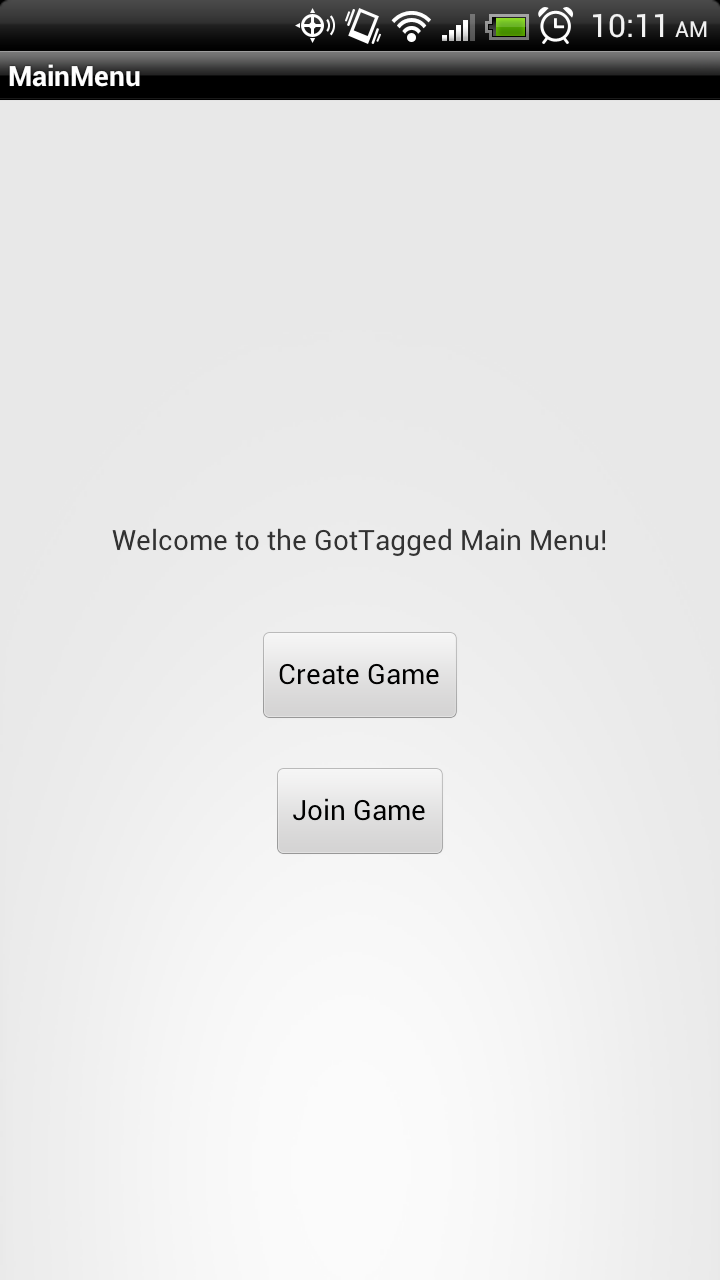 10:11 AM
MainMenu
Welcome to the GotTagged Main Menu!
Create Game
Join Game